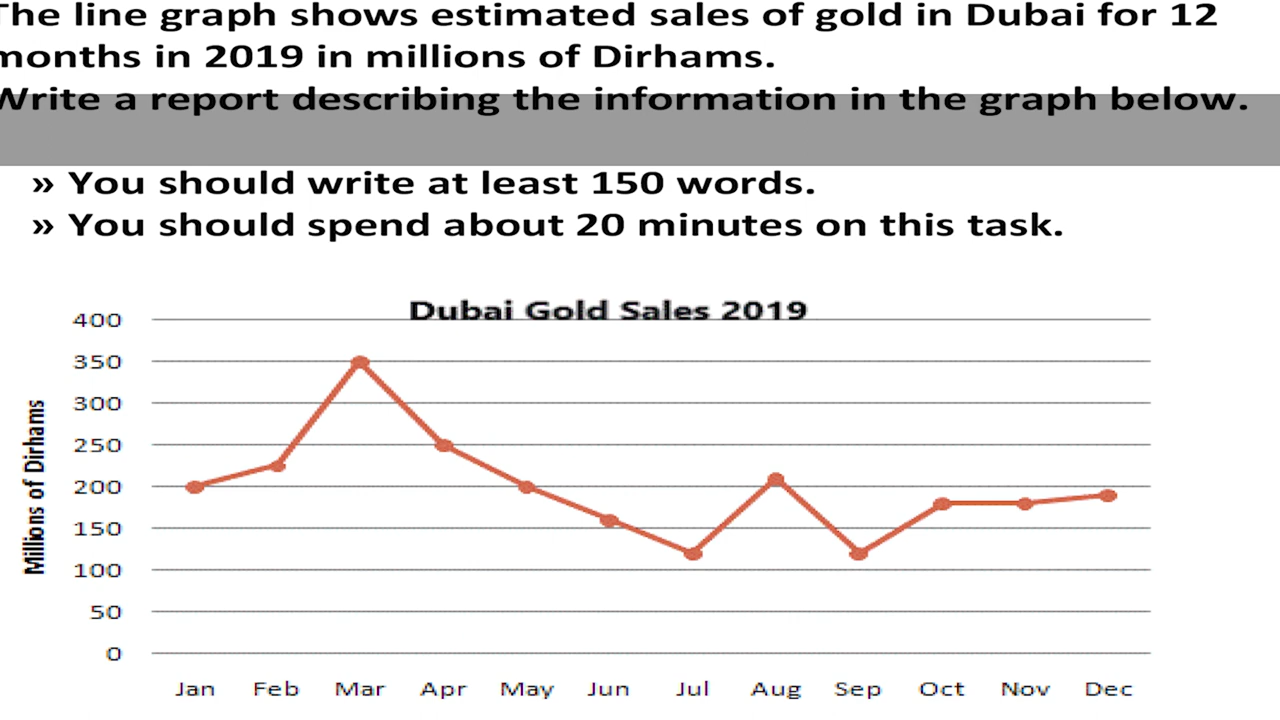 The line graph shows estimated sales of gold in Dubai for 12
months in 2019 in millions of Dirhams.
Write a report describing the information in the graph below.
» You should write at least 150 words.
» You should spend about 20 minutes on this task.
Dubai Gold Sales 2019
Millions of Dirhams
400
350
300
250
200
150
100
50
0
Jan Feb Mar Apr May Jun Jul Aug Sep Oct Nov Dec